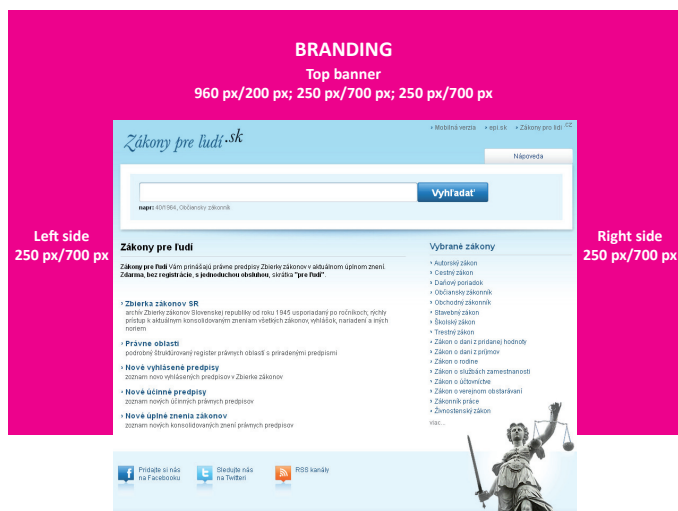 BRANDING
Top banner
960 px/200 px; 250 px/700 px; 250 px/700 px
Zákony pre ľudí .sk
› Mobilná verzia › epi.sk › Zákony pro lidi .CZ
Nápoveda
Vyhľadať
napr: 40/1964, Občiansky zákonník
Left side
250 px/700 px
Right side
250 px/700 px
Zákony pre ľudí
Zákony pre ľudí Vám prinášajú právne predpisy Zbierky zákonov v aktuálnom úplnom znení.
Zdarma, bez registrácie, s jednoduchou obsluhou, skrátka "pre ľudí".
› Zbierka zákonov SR
archív Zbierky zákonov Slovenskej republiky od roku 1945 usporiadaný po ročníkoch; rýchly
prístup k aktuálnym konsolidovaným zneniam všetkých zákonov, vyhlášok, nariadení a iných
noriem
› Právne oblasti
podrobný štruktúrovaný register právnych oblastí s priradenými predpismi
› Nové vyhlásené predpisy
zoznam novo vyhlásených predpisov v Zbierke zákonov
› Nové účinné predpisy
zoznam nových účinných právnych predpisov
› Nové úplné znenia zákonov
zoznam nových konsolidovaných znení právnych predpisov
Vybrané zákony
› Autorský zákon
› Cestný zákon
› Daňový poriadok
› Občiansky zákonník
› Obchodný zákonník
› Stavebný zákon
› Školský zákon
› Trestný zákon
› Zákon o dani z pridanej hodnoty
› Zákon o dani z príjmov
› Zákon o rodine
› Zákon o službách zamestnanosti
› Zákon o účtovníctve
› Zákon o verejnom obstarávaní
› Zákonník práce
› Živnostenský zákon
viac...
Pridajte si nás
na Facebooku
Sledujte nás
na Twitteri
RSS kanály